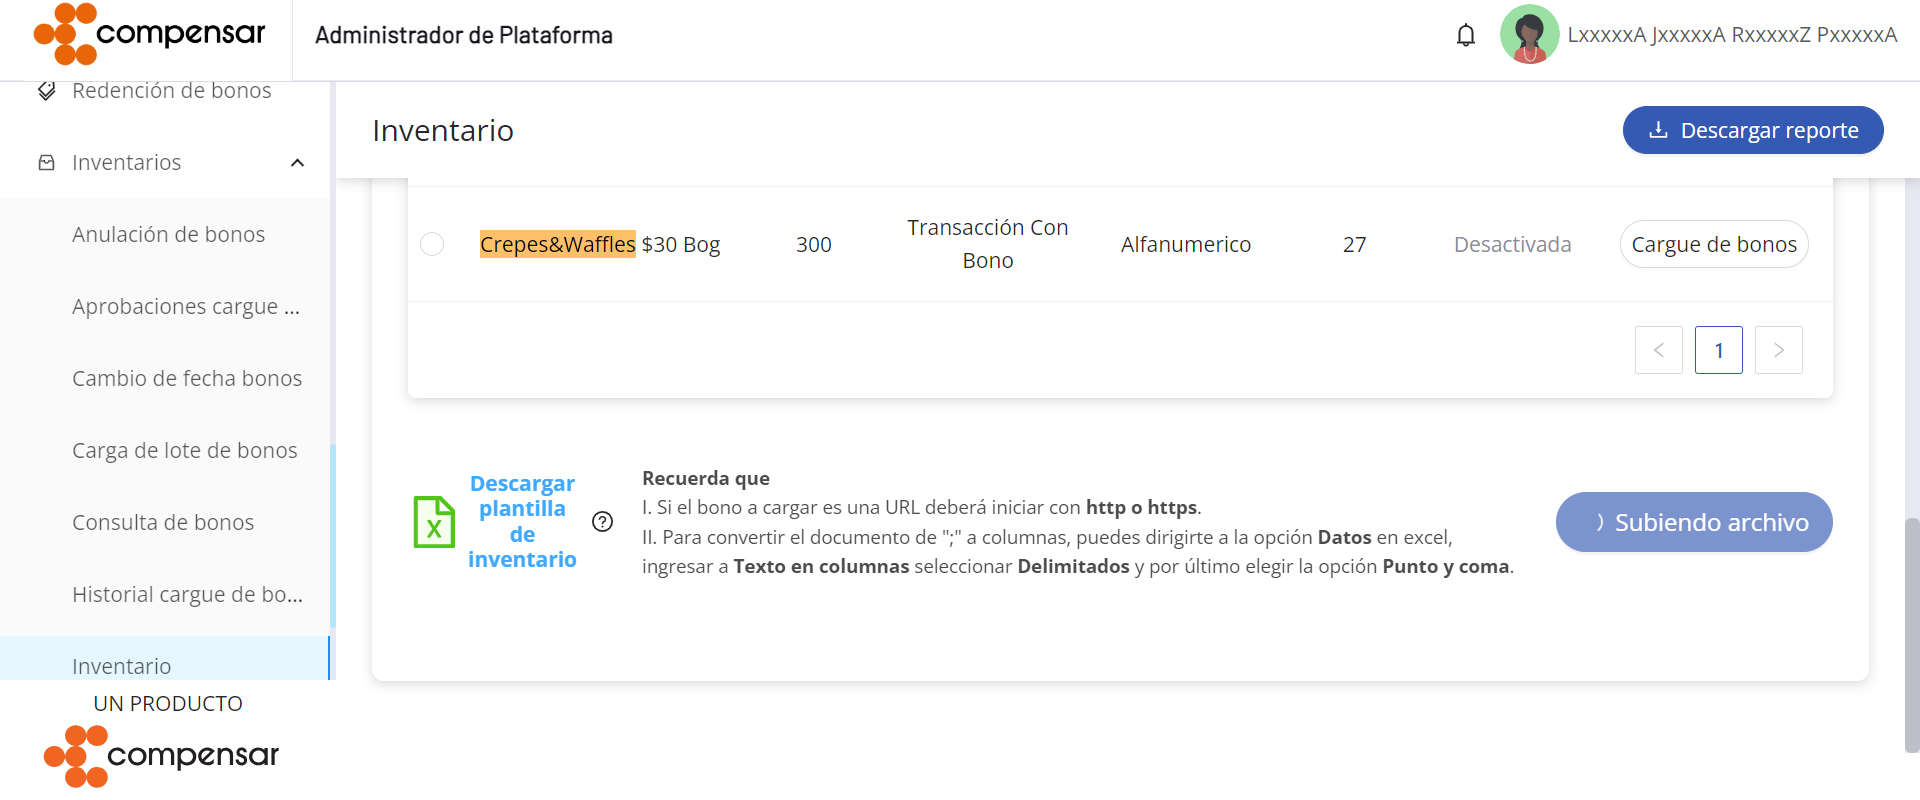 compensar
Administrador de Plataforma
LxxxxxA JxxxxxA RxxxxxZ PxxxxxA
Redención de bonos
Inventarios
Anulación de bonos
Aprobaciones cargue ...
Cambio de fecha bonos
Carga de lote de bonos
Consulta de bonos
Historial cargue de bo...
Inventario
UN PRODUCTO
compensar
Inventario
Descargar reporte
Crepes&Waffles $30 Bog
300
Transacción Con
Bono
Alfanumerico
27
Desactivada
Cargue de bonos
< 1 >
X
Descargar
plantilla
de
inventario
?
Recuerda que
I. Si el bono a cargar es una URL deberá iniciar con http o https.
II. Para convertir el documento de ";" a columnas, puedes dirigirte a la opción Datos en excel,
ingresar a Texto en columnas seleccionar Delimitados y por último elegir la opción Punto y coma.
Subiendo archivo